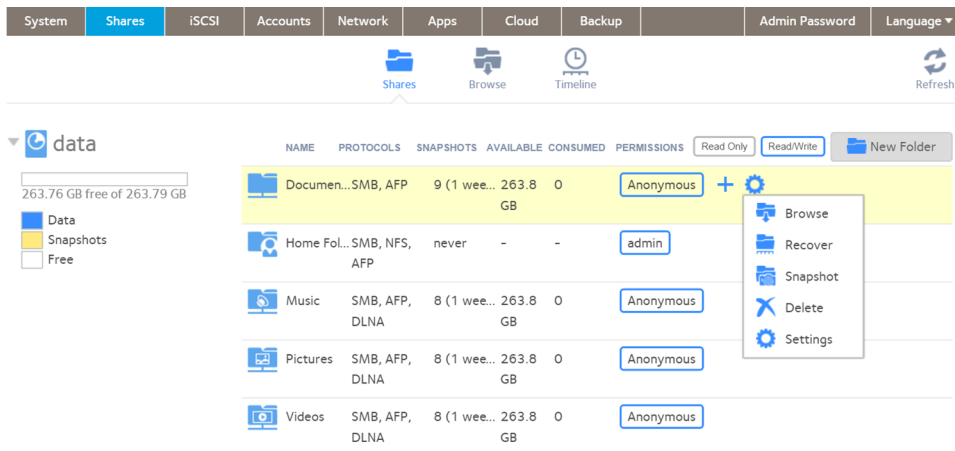 System Shares iSCSI Accounts Network Apps Cloud Backup Admin Password Language
Shares Browse Timeline Refresh
data
263.76 GB free of 263.79 GB
Data
Snapshots
Free
NAME PROTOCOLS SNAPSHOTS AVAILABLE CONSUMED PERMISSIONS Read Only Read/Write New Folder
Documen... SMB, AFP 9 (1 wee... 263.8 0 Anonymous
GB
Home Fol... SMB, NFS, never - - admin
AFP
Music SMB, AFP, 8 (1 wee... 263.8 0 Anonymous
DLNA GB
Pictures SMB, AFP, 8 (1 wee... 263.8 0 Anonymous
DLNA GB
Videos SMB, AFP, 8 (1 wee... 263.8 0 Anonymous
DLNA GB
Browse
Recover
Snapshot
Delete
Settings